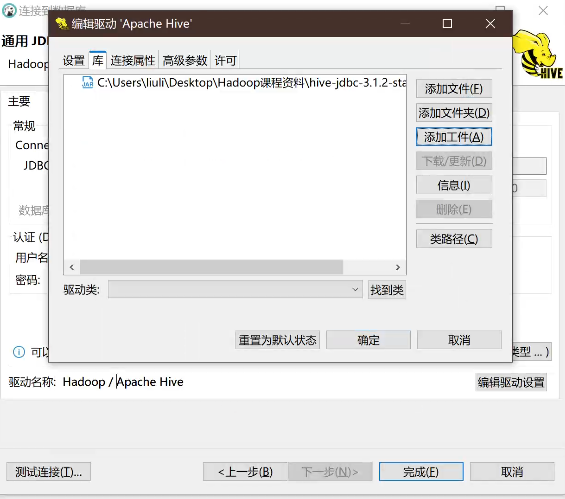 连接到数据库
编辑驱动 'Apache Hive'
通用 JD
Hadoop
HIVE
设置 库 连接属性 高级参数 许可
JAR C:\Users\liuli\Desktop\Hadoop课程资料\hive-jdbc-3.1.2-sta
添加文件(F)
添加文件夹(D)
添加工件(A)
下载/更新(D)
信息(I)
删除(E)
类路径(C)
主要
常规
Conne
JDBC
0
数据库
认证 (D
用户名
密码:
驱动类: 找到类
重置为默认状态 确定 取消
可以 类型 ... )
驱动名称: Hadoop / Apache Hive 编辑驱动设置
测试连接(T)... <上一步(B) 下一步(N)> 完成(F) 取消